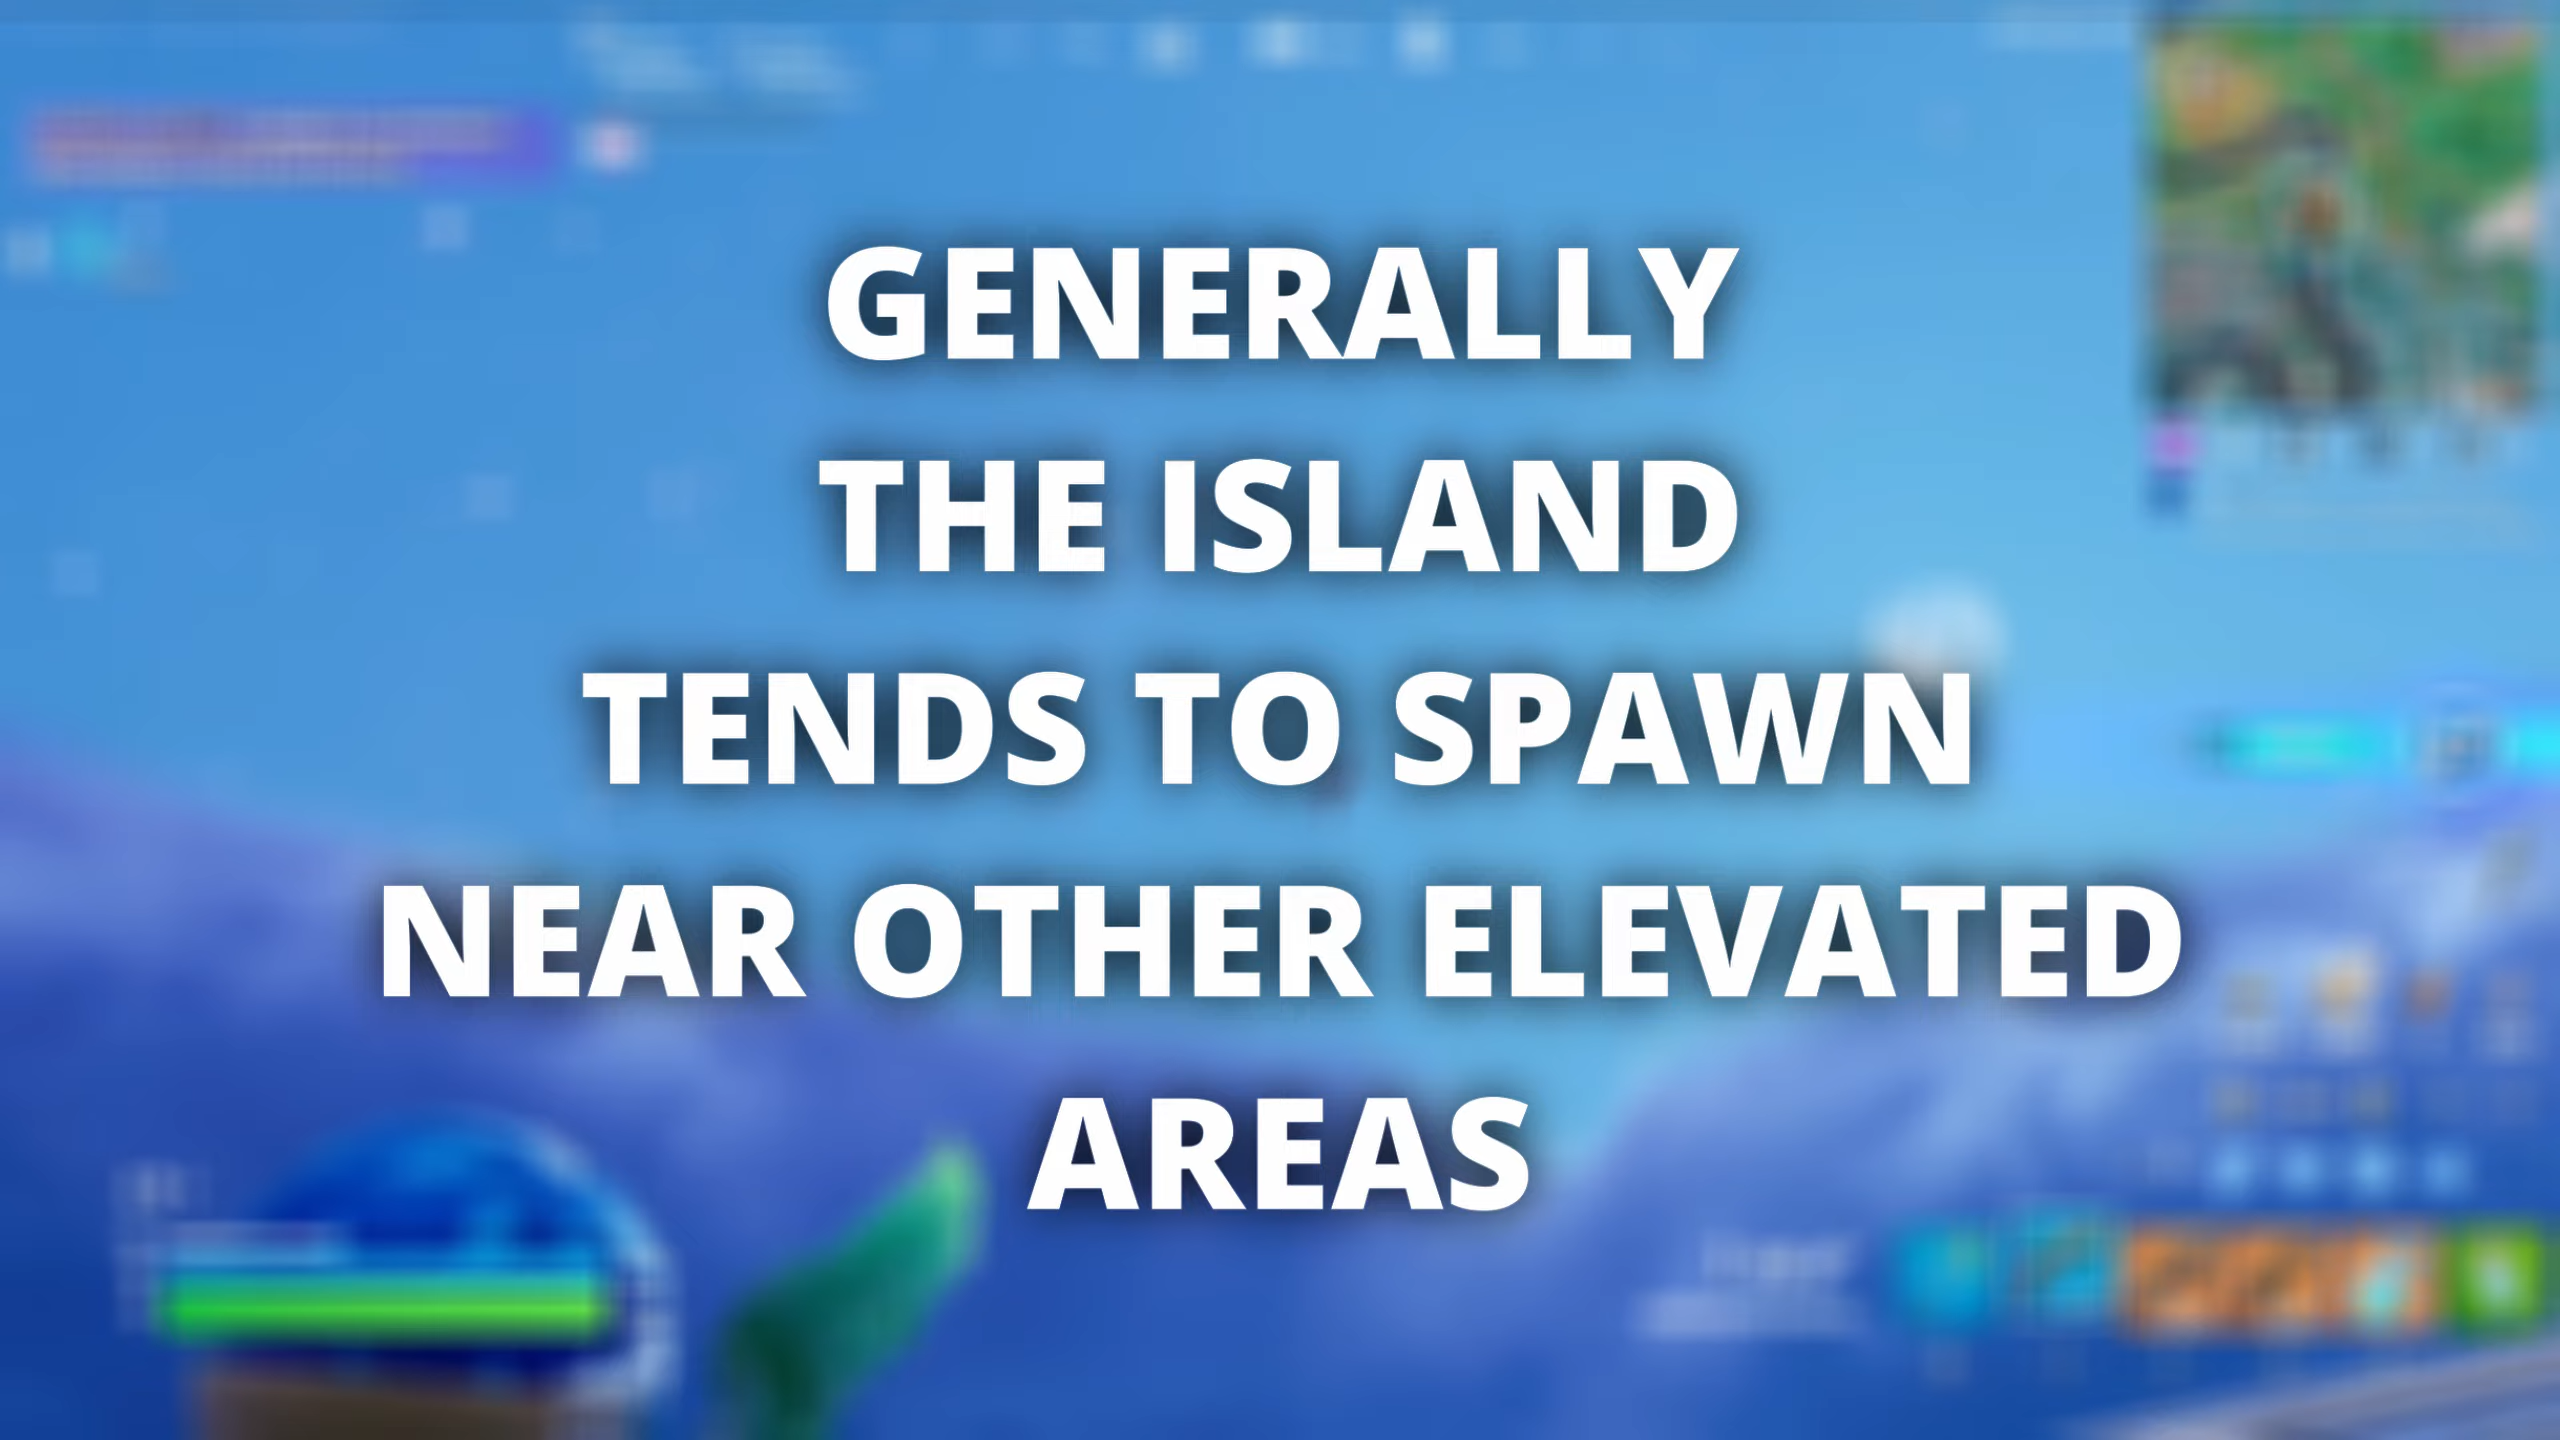 GENERALLY
THE ISLAND
TENDS TO SPAWN
NEAR OTHER ELEVATED
AREAS